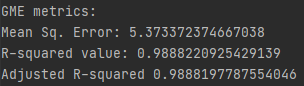 GME metrics:
Mean Sq. Error: 5.373372374667038
R-squared value: 0.9888220925429139
Adjusted R-squared 0.9888197787554046